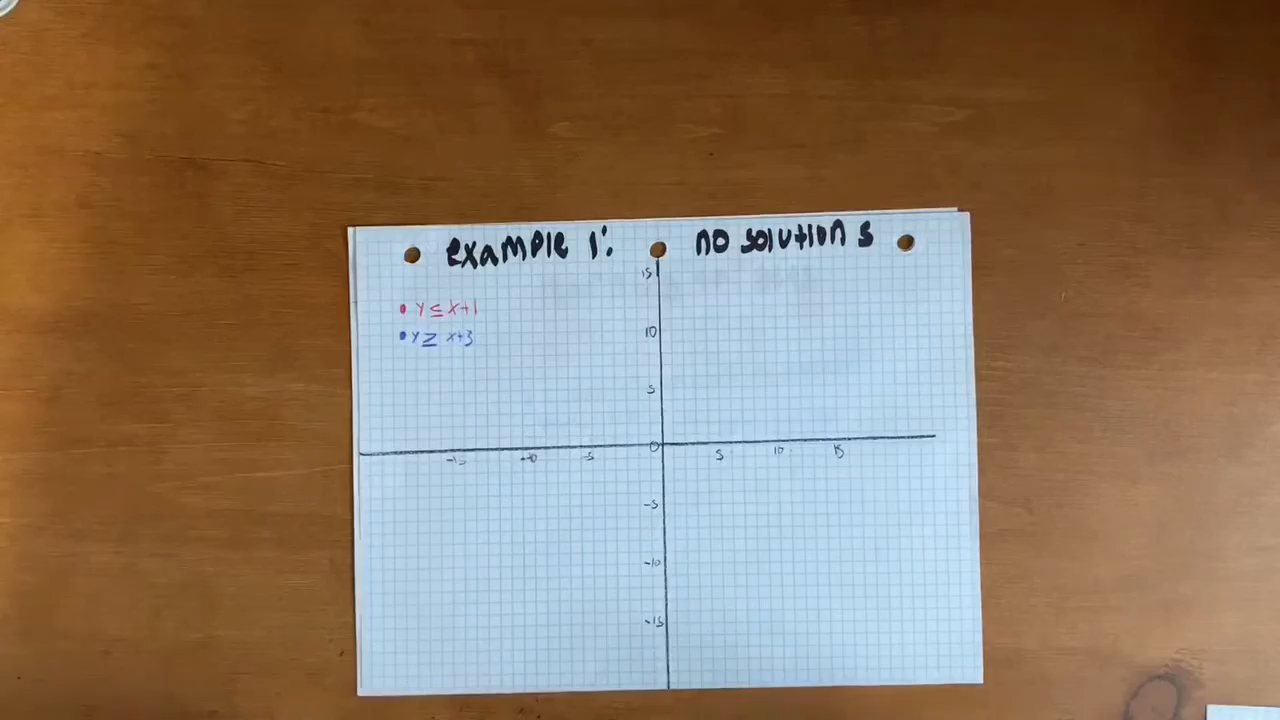 example 1: no solutions
• y ≤ x+1
• y ≥ x+3
15
10
5
0
-15 -10 -5 5 10 15
-5
-10
-15